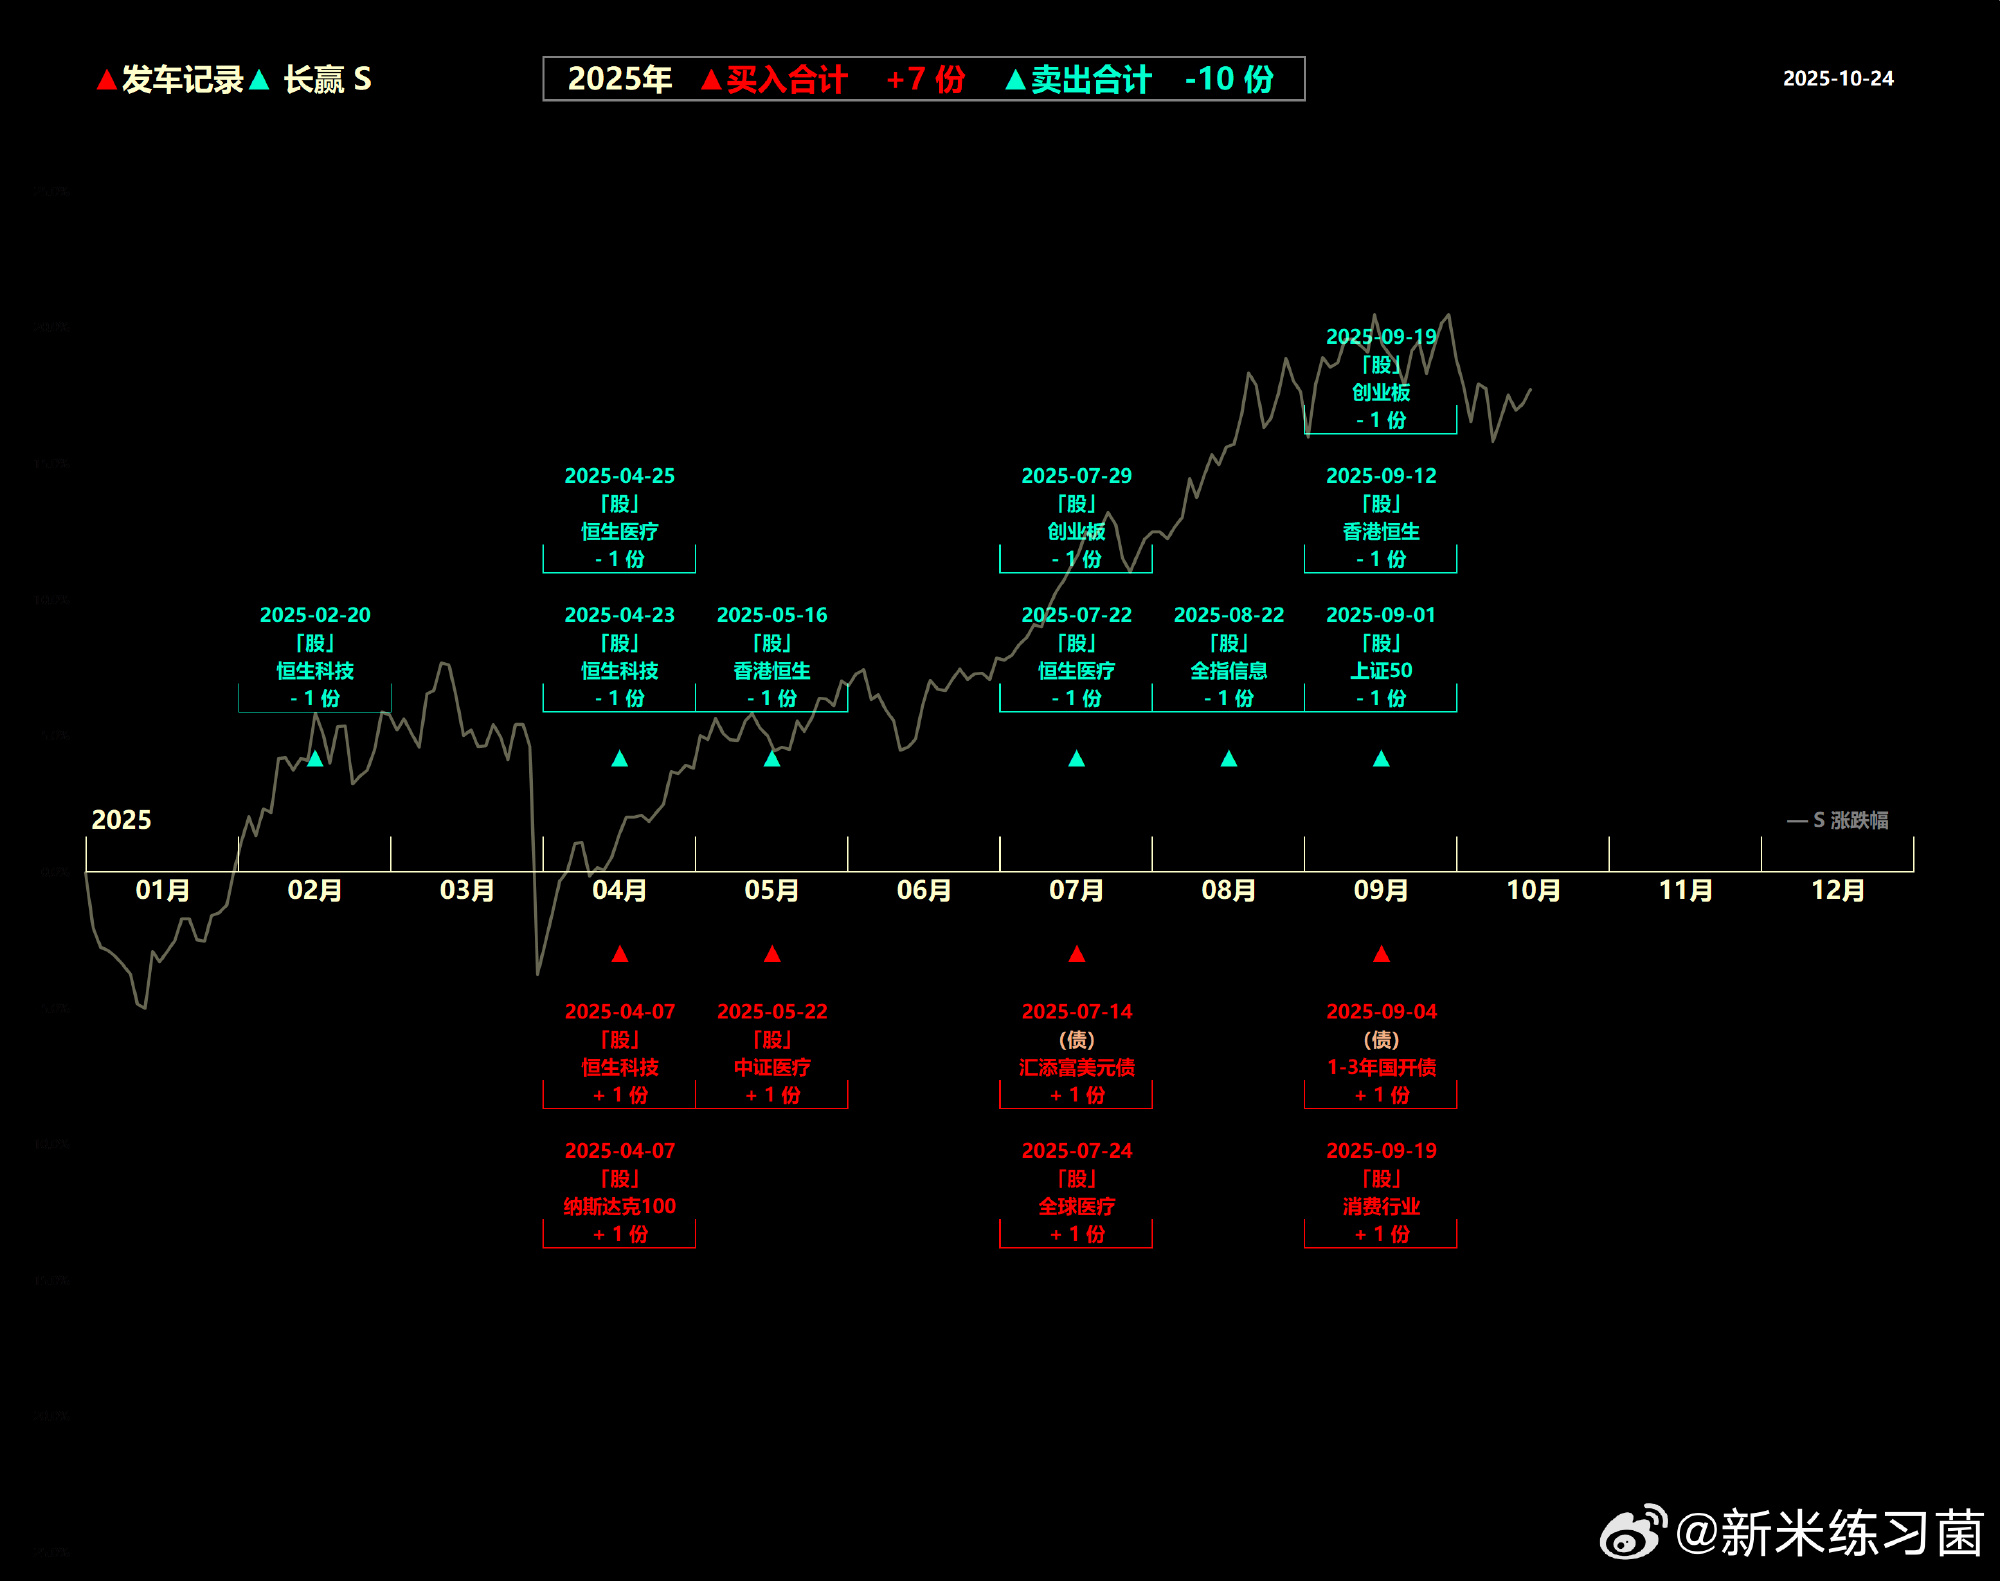 ▲发车记录▲ 长赢 S
2025年 ▲买入合计 +7 份 ▲卖出合计 -10 份
2025-10-24
2025-09-19
「股」
创业板
- 1 份
2025-04-25
「股」
恒生医疗
- 1 份
2025-07-29
「股」
创业板
- 1 份
2025-09-12
「股」
香港恒生
- 1 份
2025-02-20
「股」
恒生科技
- 1 份
2025-04-23
「股」
恒生科技
- 1 份
2025-05-16
「股」
香港恒生
- 1 份
2025-07-22
「股」
恒生医疗
- 1 份
2025-08-22
「股」
全指信息
- 1 份
2025-09-01
「股」
上证50
- 1 份
2025
— S 涨跌幅
01月 02月 03月 04月 05月 06月 07月 08月 09月 10月 11月 12月
2025-04-07
「股」
恒生科技
+ 1 份
2025-05-22
「股」
中证医疗
+ 1 份
2025-07-14
(债)
汇添富美元债
+ 1 份
2025-09-04
(债)
1-3年国开债
+ 1 份
2025-04-07
「股」
纳斯达克100
+ 1 份
2025-07-24
「股」
全球医疗
+ 1 份
2025-09-19
「股」
消费行业
+ 1 份
@新米练习菌